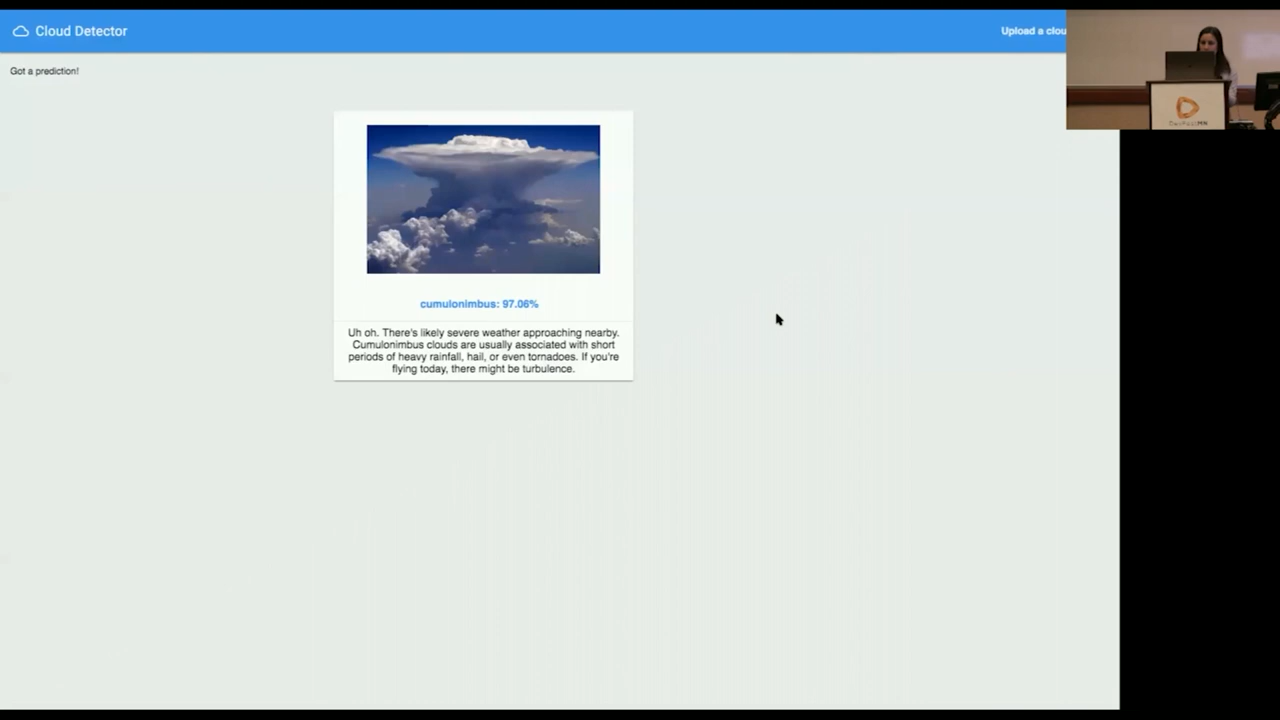 Cloud Detector
Upload a clou
Got a prediction!
cumulonimbus: 97.06%
Uh oh. There's likely severe weather approaching nearby.
Cumulonimbus clouds are usually associated with short
periods of heavy rainfall, hail, or even tornadoes. If you're
flying today, there might be turbulence.